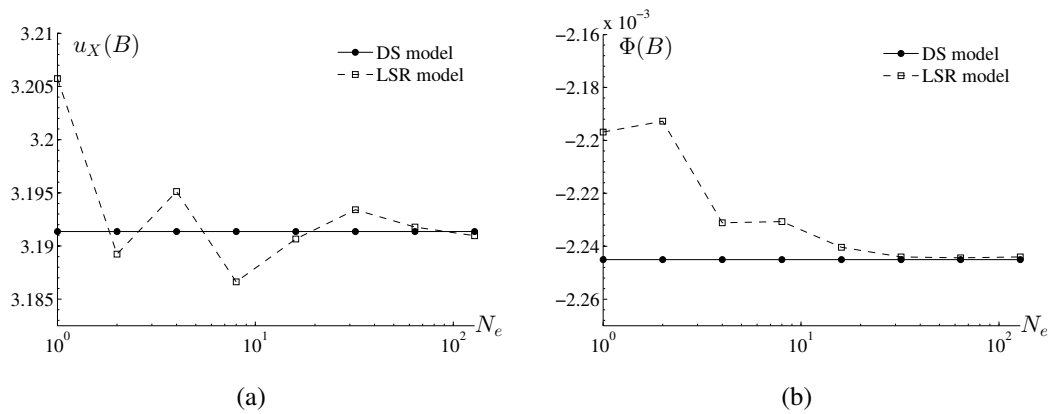 3.21
u_X(B)
DS model
LSR model
3.205
3.2
3.195
3.19
3.185
10^0
10^1
10^2
N_e
(a)
x 10^−3
−2.16
Φ(B)
DS model
LSR model
−2.18
−2.2
−2.22
−2.24
−2.26
10^0
10^1
10^2
N_e
(b)